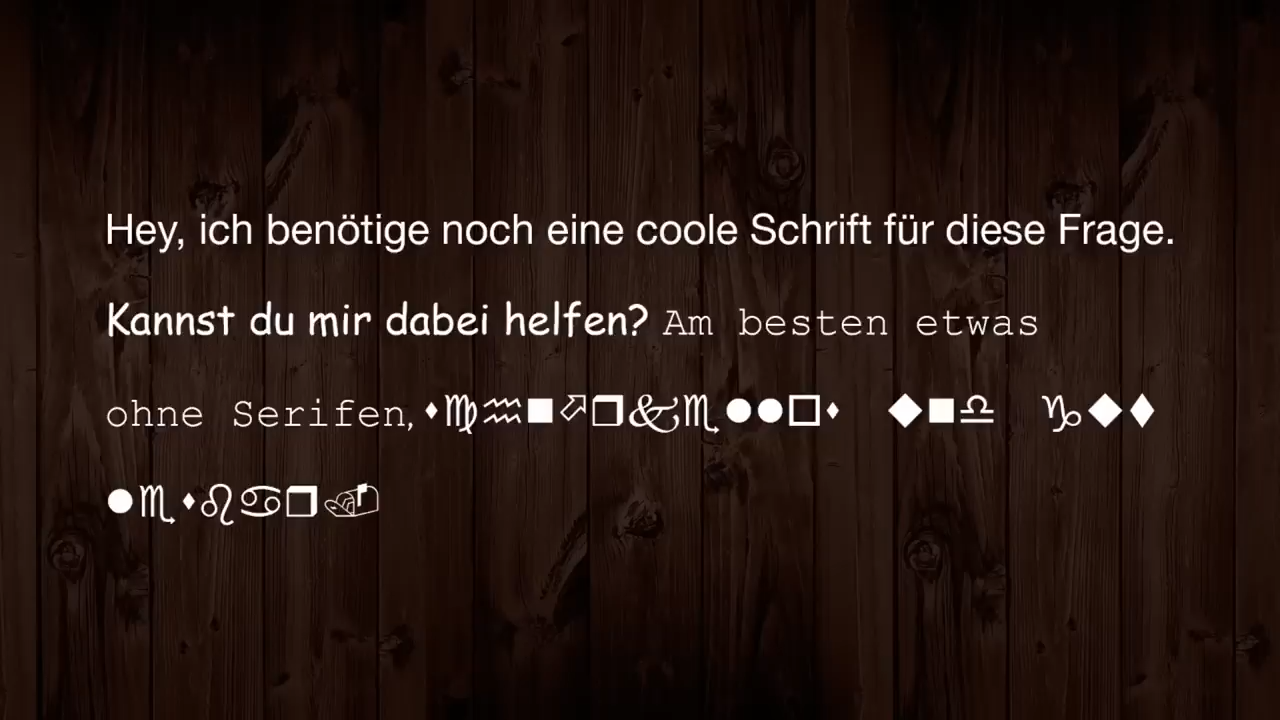 Hey, ich benötige noch eine coole Schrift für diese Frage.
Kannst du mir dabei helfen? Am besten etwas
ohne Serifen, schnörkellos und gut
lesbar.